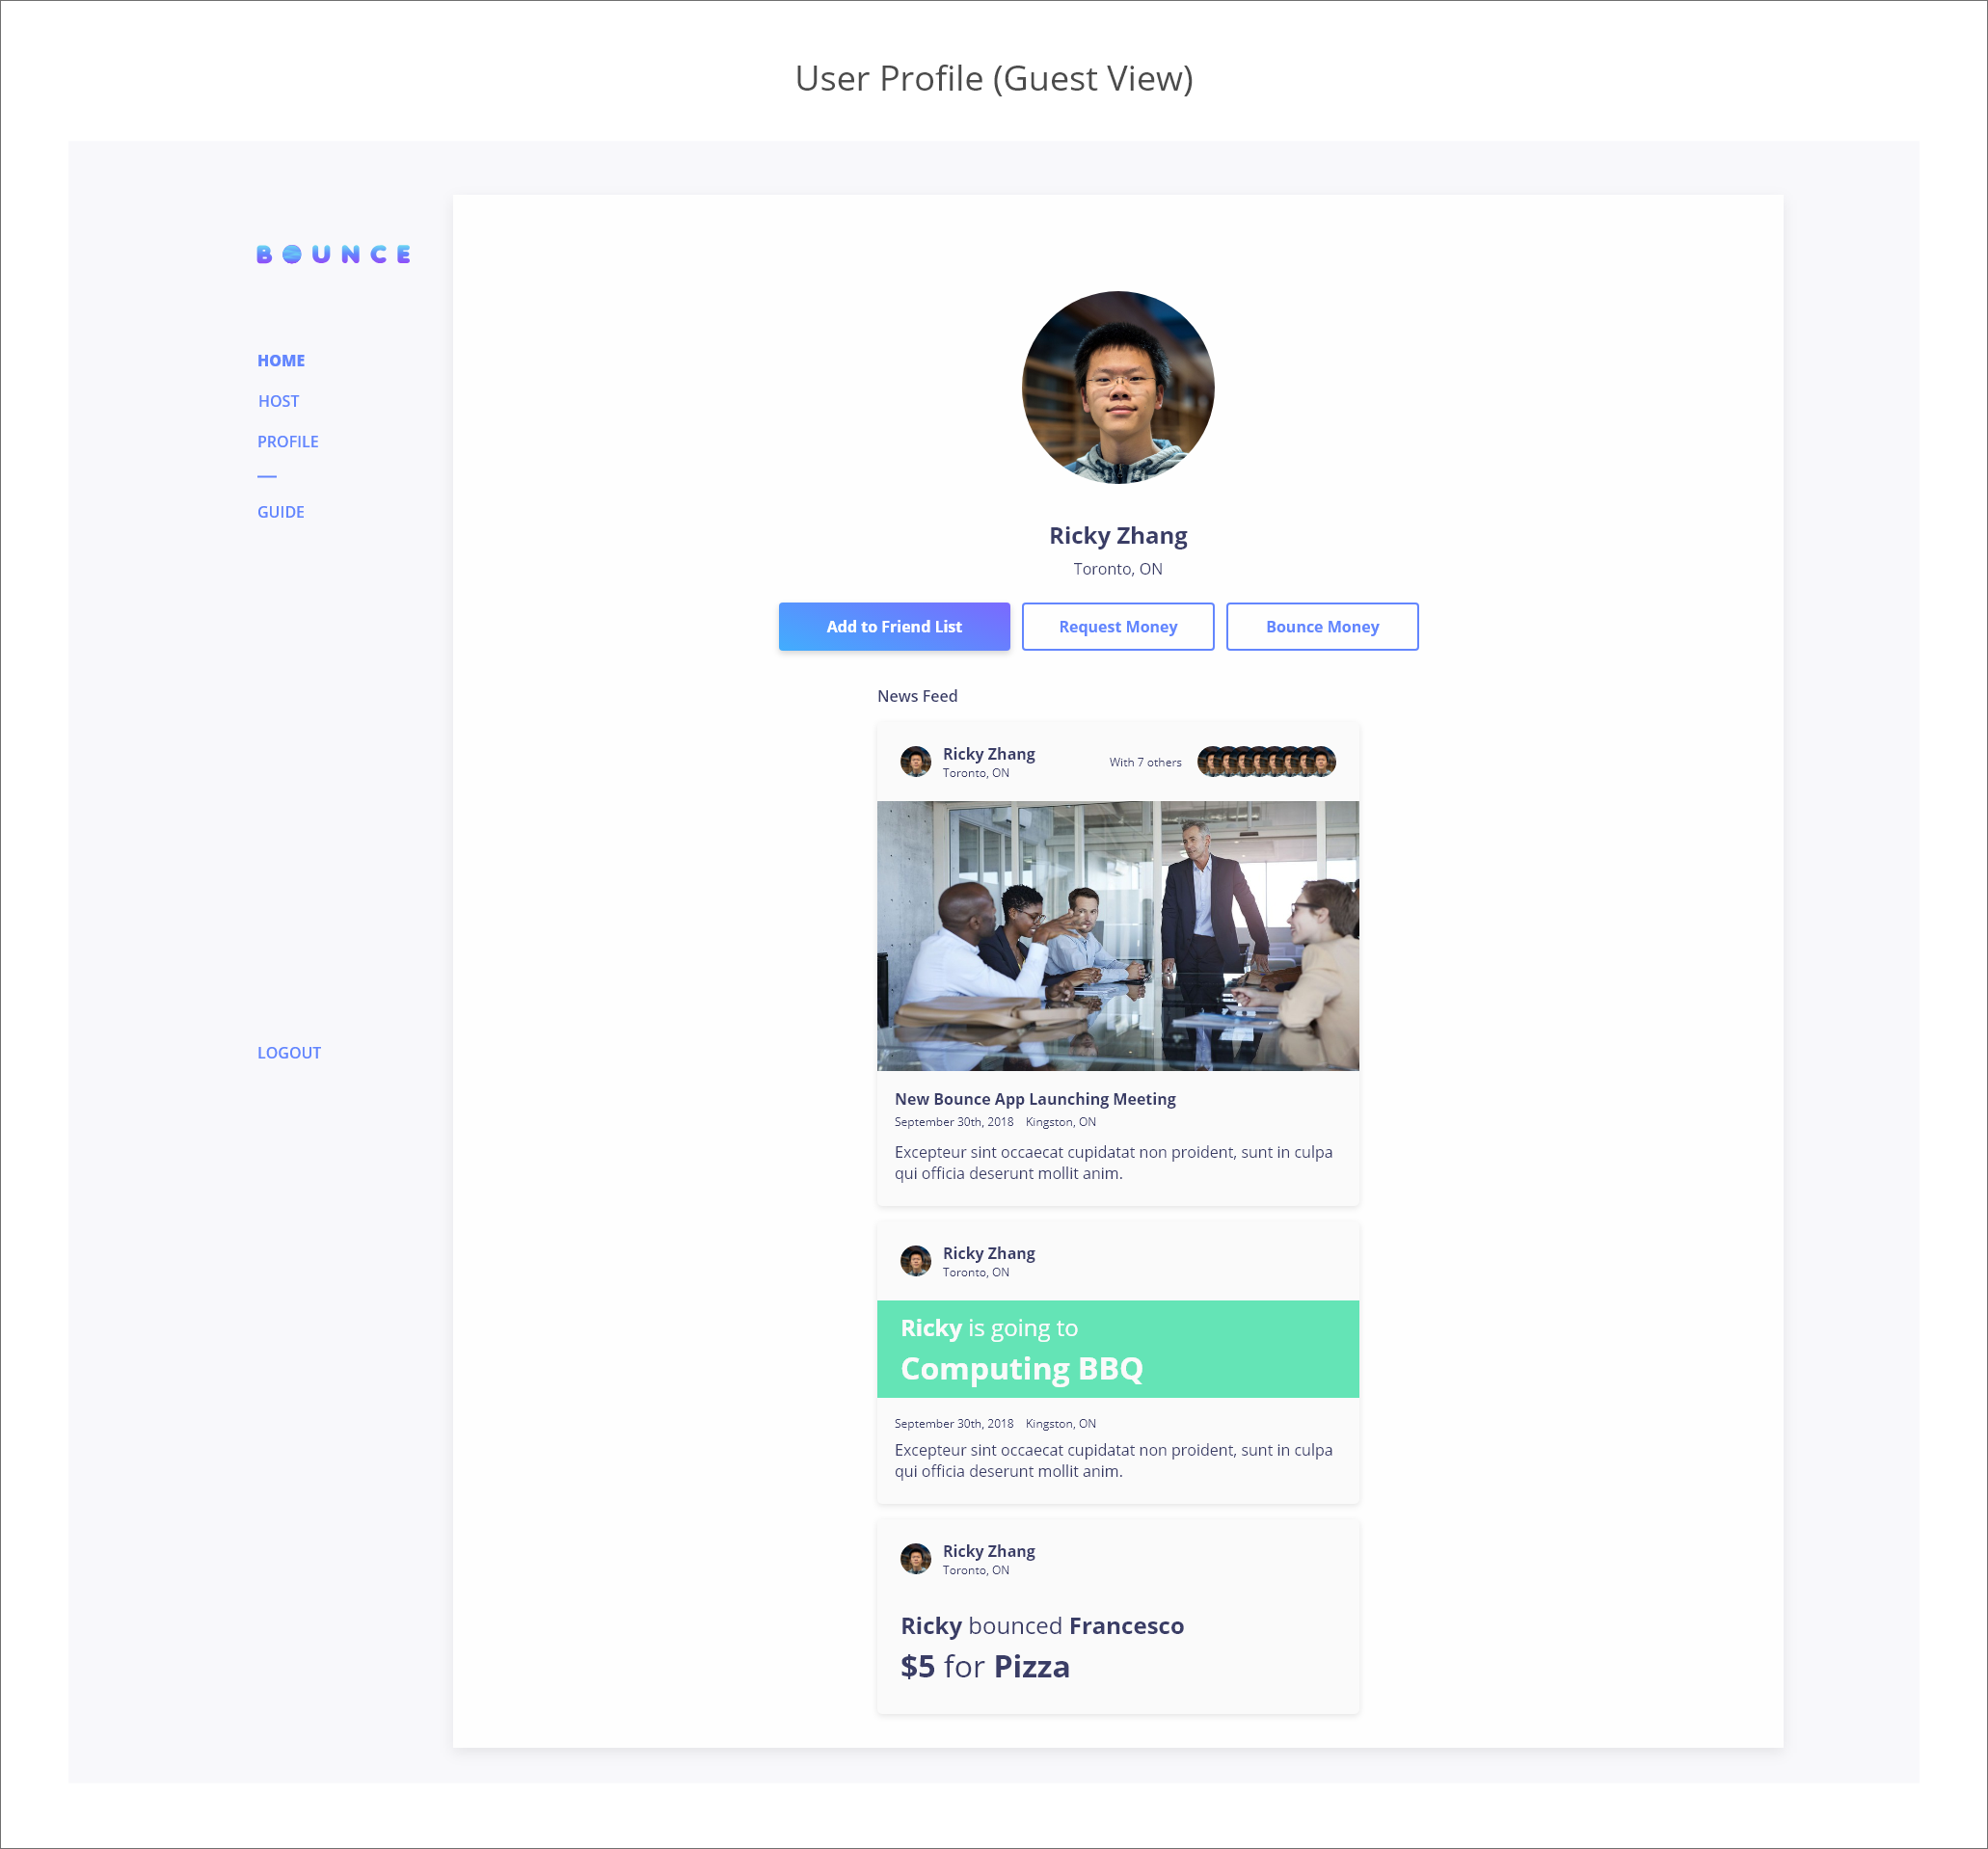 User Profile (Guest View)
BOUNCE
HOME
HOST
PROFILE
GUIDE
LOGOUT
Ricky Zhang
Toronto, ON
Add to Friend List
Request Money
Bounce Money
News Feed
Ricky Zhang
Toronto, ON
With 7 others
New Bounce App Launching Meeting
September 30th, 2018 Kingston, ON
Excepteur sint occaecat cupidatat non proident, sunt in culpa
qui officia deserunt mollit anim.
Ricky Zhang
Toronto, ON
Ricky is going to
Computing BBQ
September 30th, 2018 Kingston, ON
Excepteur sint occaecat cupidatat non proident, sunt in culpa
qui officia deserunt mollit anim.
Ricky Zhang
Toronto, ON
Ricky bounced Francesco
$5 for Pizza